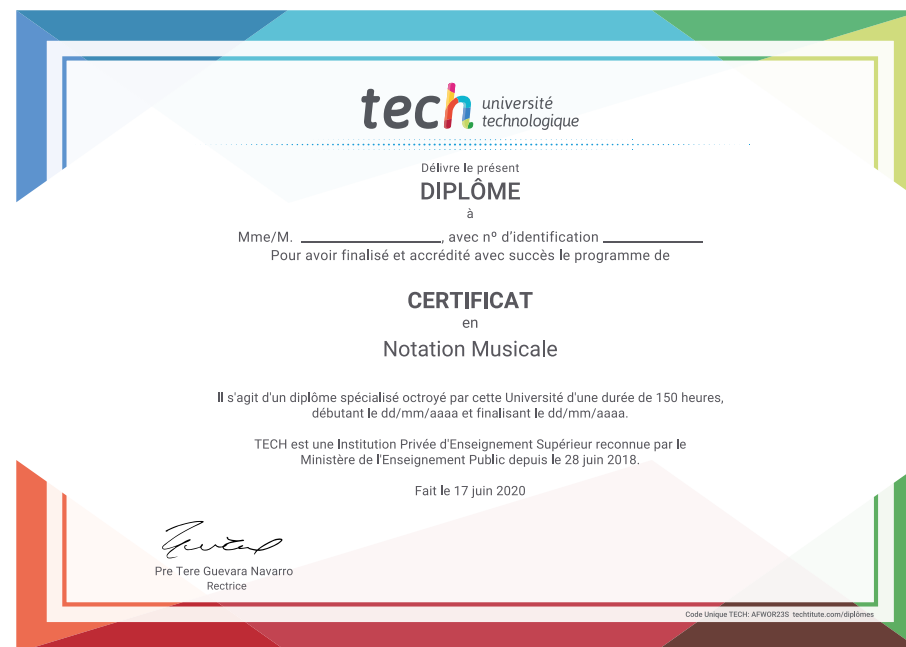 tech université
technologique
Délivre le présent
DIPLÔME
à
Mme/M. ____________________, avec nº d'identification ______________
Pour avoir finalisé et accrédité avec succès le programme de
CERTIFICAT
en
Notation Musicale
Il s'agit d'un diplôme spécialisé octroyé par cette Université d'une durée de 150 heures,
débutant le dd/mm/aaaa et finalisant le dd/mm/aaaa.
TECH est une Institution Privée d'Enseignement Supérieur reconnue par le
Ministère de l'Enseignement Public depuis le 28 juin 2018.
Fait le 17 juin 2020
Pre Tere Guevara Navarro
Rectrice
Code Unique TECH: AFWOR23S techtitute.com/diplômes